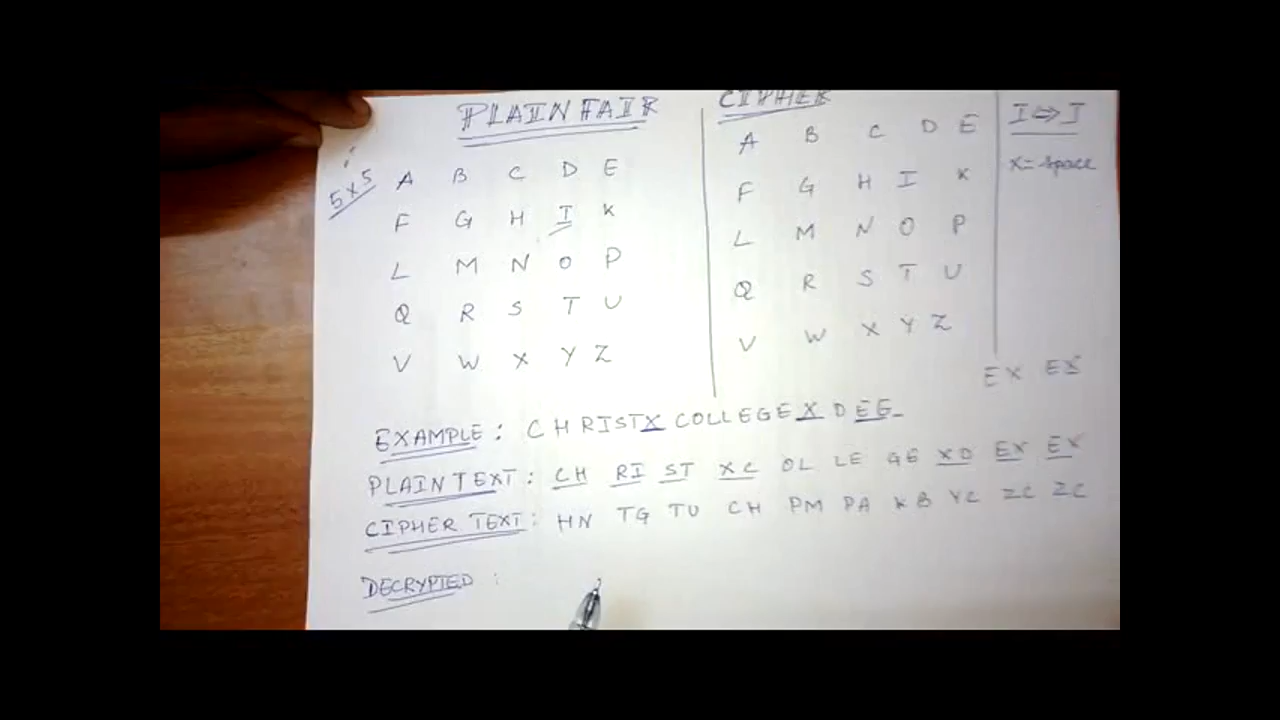 PLAIN FAIR
CIPHER
I ⇔ J
X = Space
5x5
A B C D E
F G H I K
L M N O P
Q R S T U
V W X Y Z
A B C D E
F G H I K
L M N O P
Q R S T U
V W X Y Z
EX EX
EXAMPLE : CHRISTX COLLEGE X DEE
PLAIN TEXT : CH RI ST XC OL LE GE XD EX EX
CIPHER TEXT : HN TG TU CH PM PA KB YC ZC ZC
DECRYPTED :